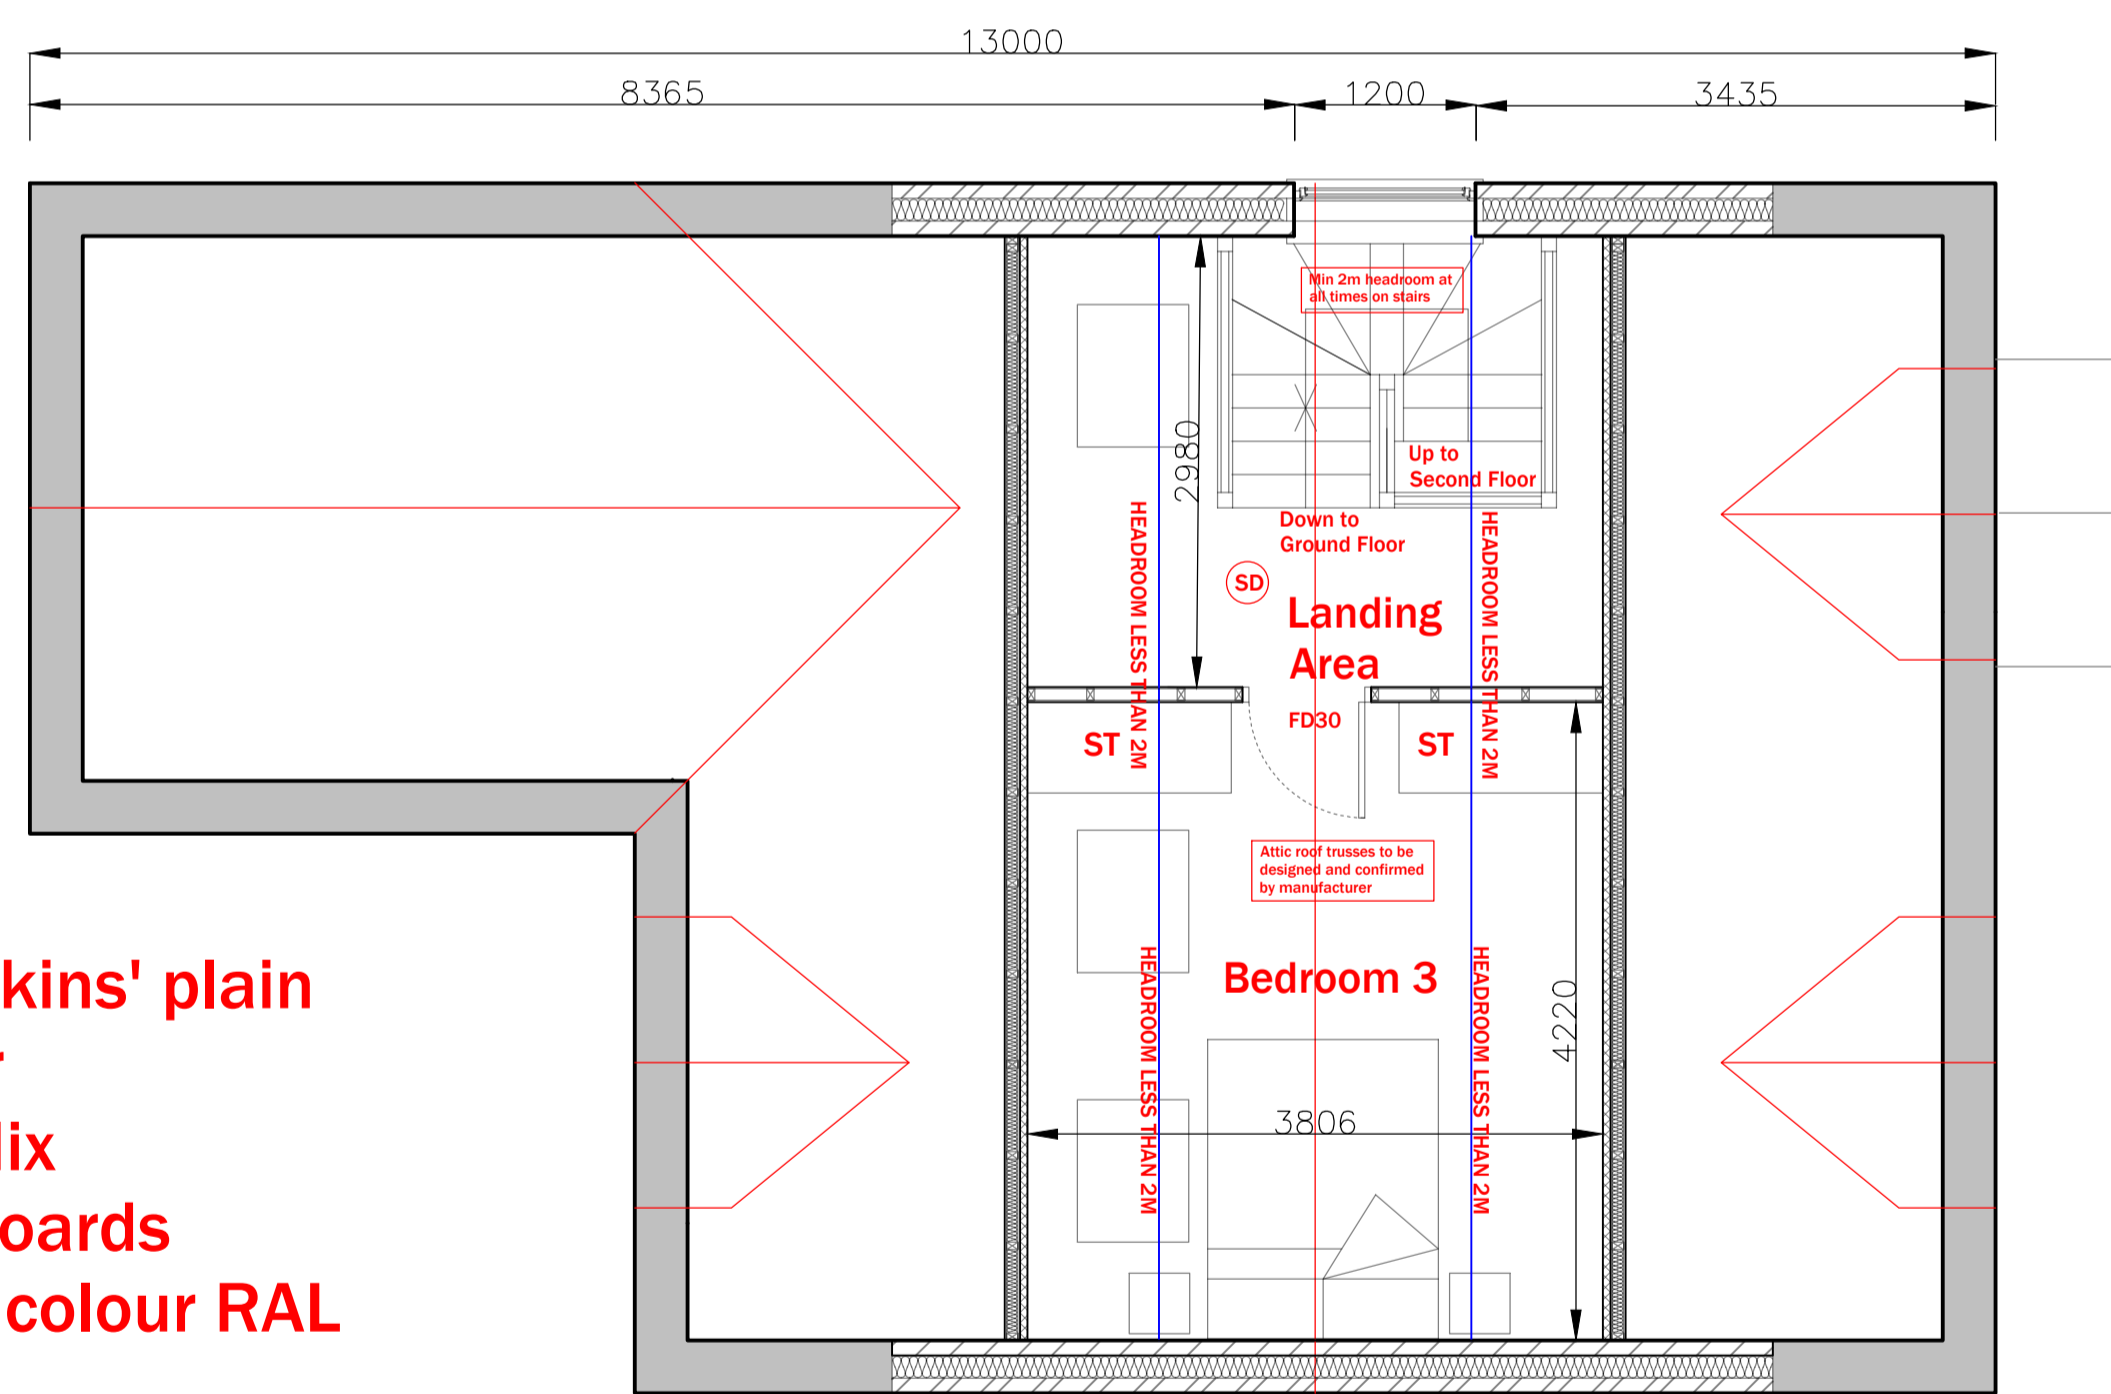 13000
8365
1200
3435
Min 2m headroom at
all times on stairs
2980
Up to
Second Floor
Down to
Ground Floor
HEADROOM LESS THAN 2M
HEADROOM LESS THAN 2M
SD
Landing
Area
FD30
ST
ST
Attic roof trusses to be
designed and confirmed
by manufacturer
Bedroom 3
HEADROOM LESS THAN 2M
HEADROOM LESS THAN 2M
4220
3806
kins' plain
oards
colour RAL